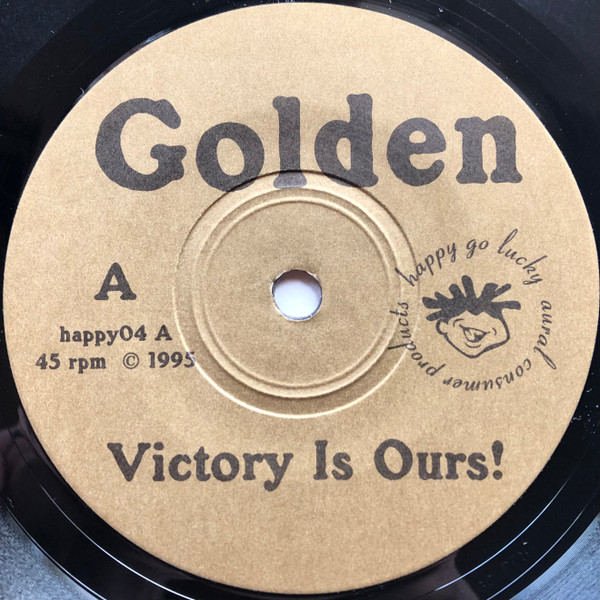 Golden
A
happy go lucky aural consumer products
happy04 A
45 rpm © 1995
Victory Is Ours!